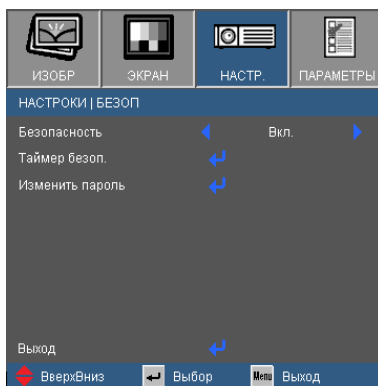 ИЗОБР ЭКРАН НАСТР. ПАРАМЕТРЫ
НАСТРОКИ | БЕЗОП
Безопасность Вкл.
Таймер безоп.
Изменить пароль
Выход
ВверхВниз Выбор Menu Выход